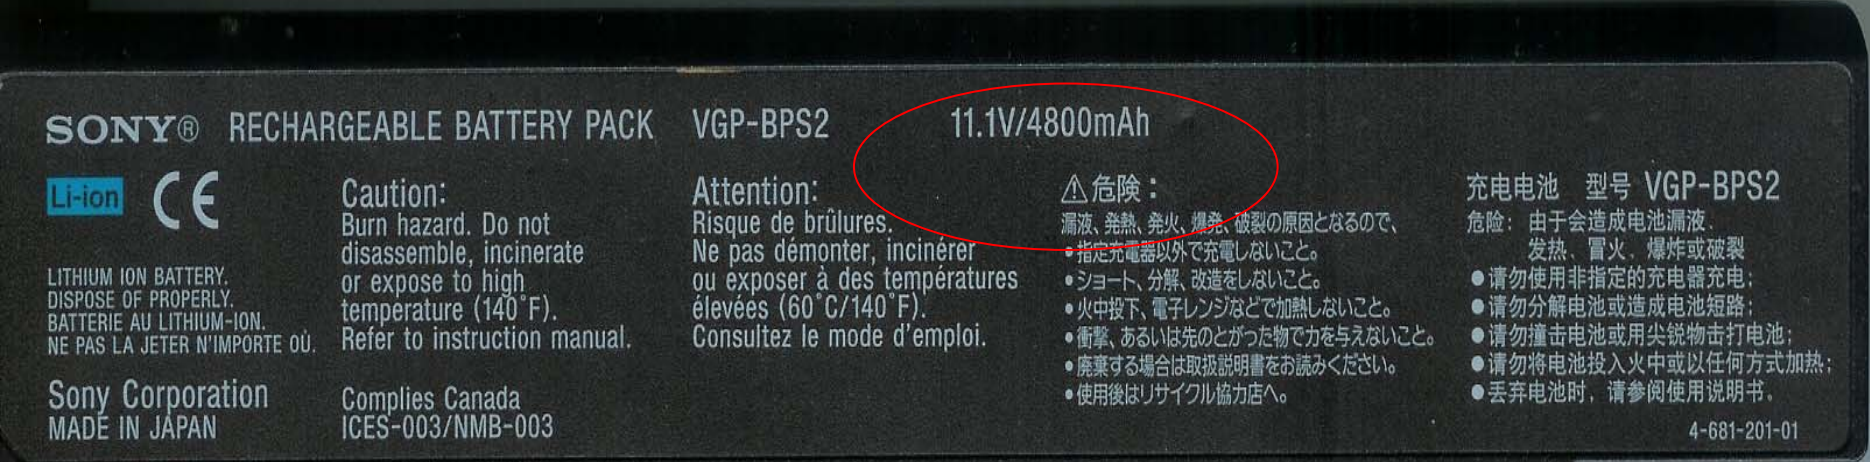 SONY® RECHARGEABLE BATTERY PACK VGP-BPS2 11.1V/4800mAh
Li-ion CE
LITHIUM ION BATTERY.
DISPOSE OF PROPERLY.
BATTERIE AU LITHIUM-ION.
NE PAS LA JETER N'IMPORTE OÙ.
Sony Corporation
MADE IN JAPAN
Caution:
Burn hazard. Do not
disassemble, incinerate
or expose to high
temperature (140°F).
Refer to instruction manual.
Complies Canada
ICES-003/NMB-003
Attention:
Risque de brûlures.
Ne pas démonter, incinérer
ou exposer à des températures
élevées (60°C/140°F).
Consultez le mode d'emploi.
⚠危険：
漏液、発熱、発火、爆発、破裂の原因となるので、
•指定充電器以外で充電しないこと。
•ショート、分解、改造をしないこと。
•火中投下、電子レンジなどで加熱しないこと。
•衝撃、あるいは先のとがった物で力を与えないこと。
•廃棄する場合は取扱説明書をお読みください。
•使用後はリサイクル協力店へ。
充电电池 型号 VGP-BPS2
危险：由于会造成电池漏液、
发热、冒火、爆炸或破裂
●请勿使用非指定的充电器充电；
●请勿分解电池或造成电池短路；
●请勿撞击电池或用尖锐物击打电池；
●请勿将电池投入火中或以任何方式加热；
●丢弃电池时，请参阅使用说明书。
4-681-201-01